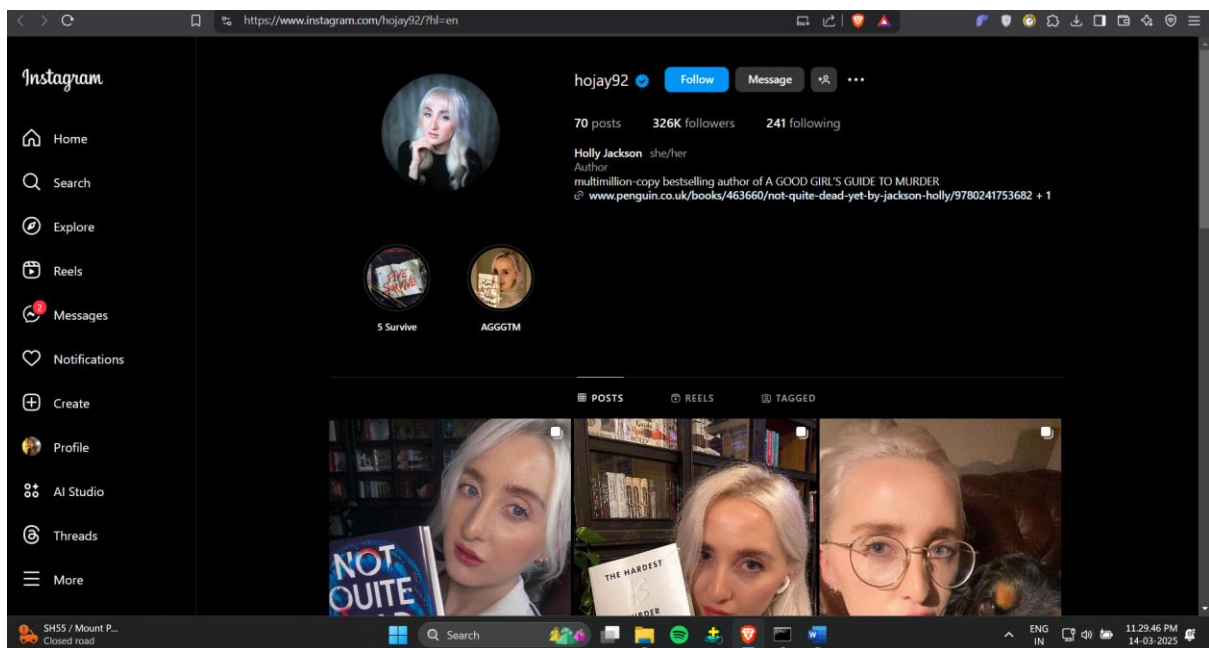 https://www.instagram.com/hojay92/?hl=en
Instagram
Home
Search
Explore
Reels
2
Messages
Notifications
Create
Profile
AI Studio
Threads
More
hojay92 Follow Message
70 posts 326K followers 241 following
Holly Jackson she/her
Author
multimillion-copy bestselling author of A GOOD GIRL'S GUIDE TO MURDER
www.penguin.co.uk/books/463660/not-quite-dead-yet-by-jackson-holly/9780241753682 + 1
FIVE
SURVIVE
5 Survive AGGGTM
POSTS REELS TAGGED
NOT
QUITE
THE HARDEST
IS
SH55 / Mount P...
Closed road
Search
ENG
IN
11.29.46 PM
14-03-2025